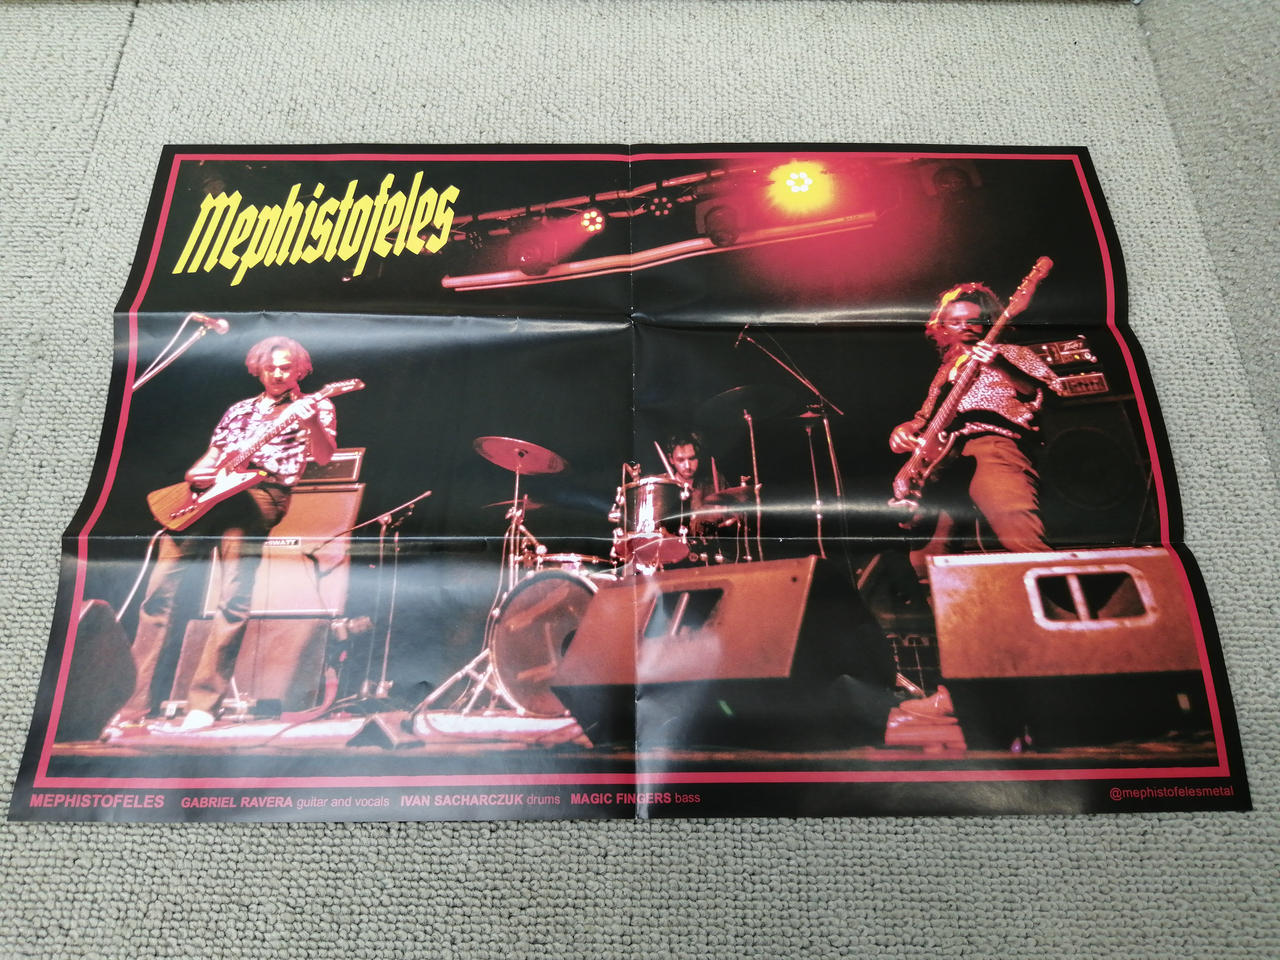 Mephistofeles
MEPHISTOFELES GABRIEL RAVERA guitar and vocals IVAN SACHARCZUK drums MAGIC FINGERS bass
@mephistofelesmetal